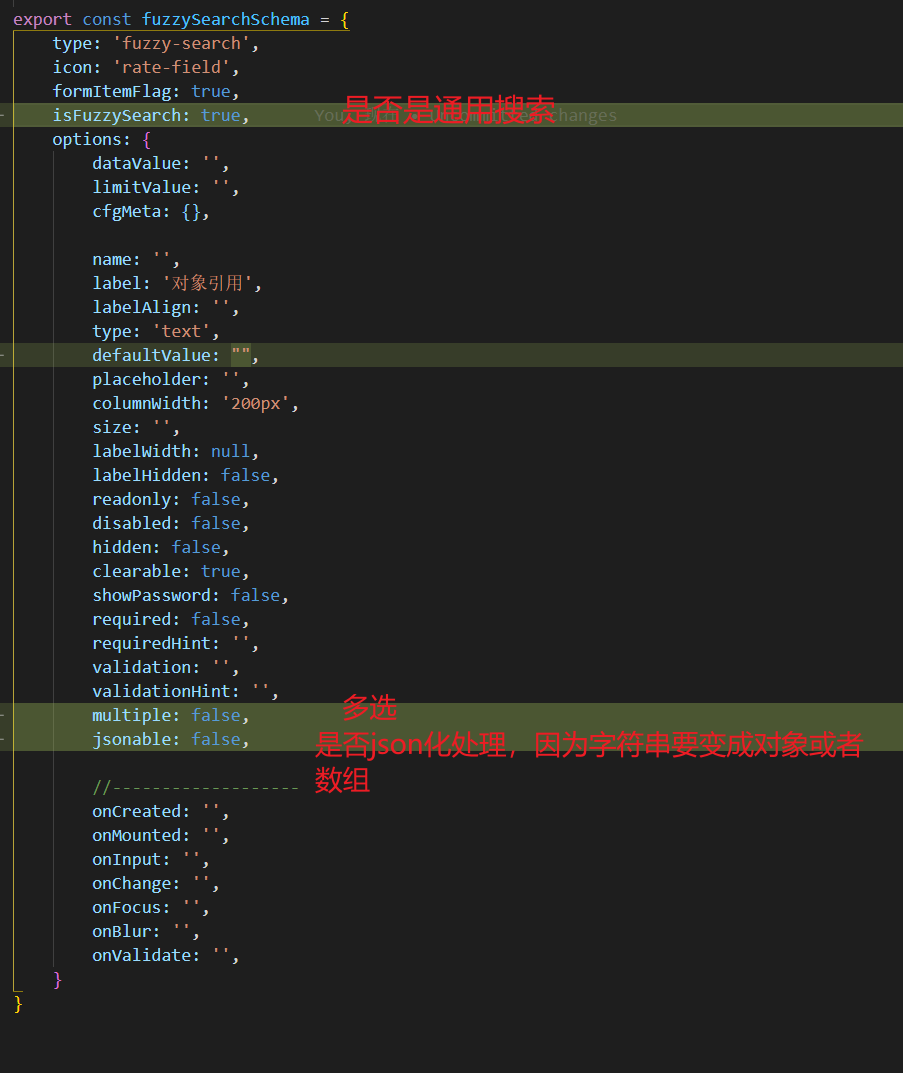 export const fuzzySearchSchema = {
type: 'fuzzy-search',
icon: 'rate-field',
formItemFlag: true,
isFuzzySearch: true, You changes
是否是通用搜索
options: {
dataValue: '',
limitValue: '',
cfgMeta: {},
name: '',
label: '对象引用',
labelAlign: '',
type: 'text',
defaultValue: "",
placeholder: '',
columnWidth: '200px',
size: '',
labelWidth: null,
labelHidden: false,
readonly: false,
disabled: false,
hidden: false,
clearable: true,
showPassword: false,
required: false,
requiredHint: '',
validation: '',
validationHint: '',
multiple: false, 多选
jsonable: false, 是否json化处理，因为字符串要变成对象或者
数组
//-------------------
onCreated: '',
onMounted: '',
onInput: '',
onChange: '',
onFocus: '',
onBlur: '',
onValidate: '',
}
}